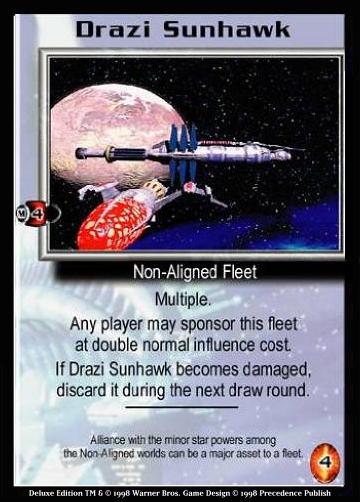 Drazi Sunhawk
M 4
Non-Aligned Fleet
Multiple.
Any player may sponsor this fleet
at double normal influence cost.
If Drazi Sunhawk becomes damaged,
discard it during the next draw round.
Alliance with the minor star powers among
the Non-Aligned worlds can be a major asset to a fleet.
4
Deluxe Edition TM & © 1998 Warner Bros. Game Design © 1998 Precedence Publish